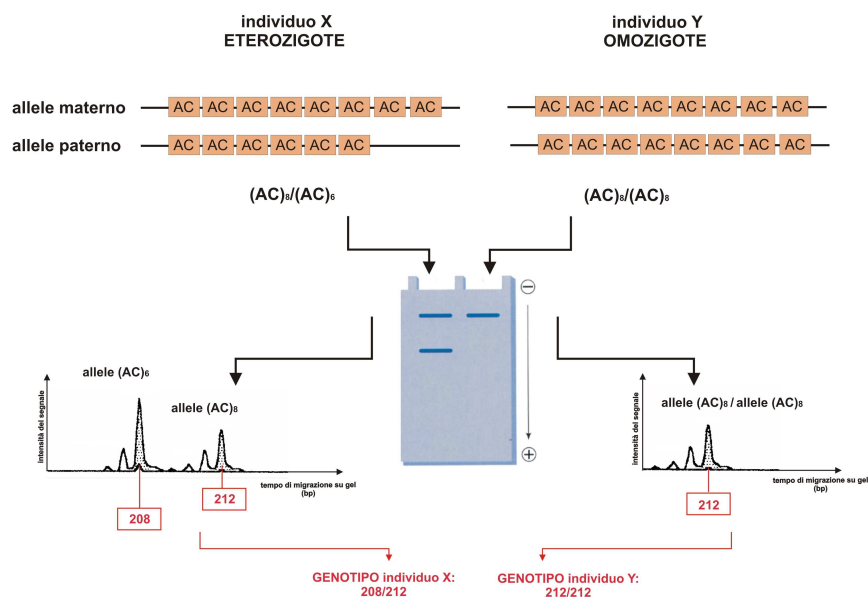 individuo X
ETEROZIGOTE
individuo Y
OMOZIGOTE
allele materno
AC AC AC AC AC AC AC AC
AC AC AC AC AC AC AC AC
allele paterno
AC AC AC AC AC AC
AC AC AC AC AC AC AC AC
(AC)₈/(AC)₆
(AC)₈/(AC)₈
−
+
allele (AC)₆
allele (AC)₈
intensità del segnale
tempo di migrazione su gel
(bp)
208
212
allele (AC)₈ / allele (AC)₈
intensità del segnale
tempo di migrazione su gel
(bp)
212
GENOTIPO individuo X:
208/212
GENOTIPO individuo Y:
212/212